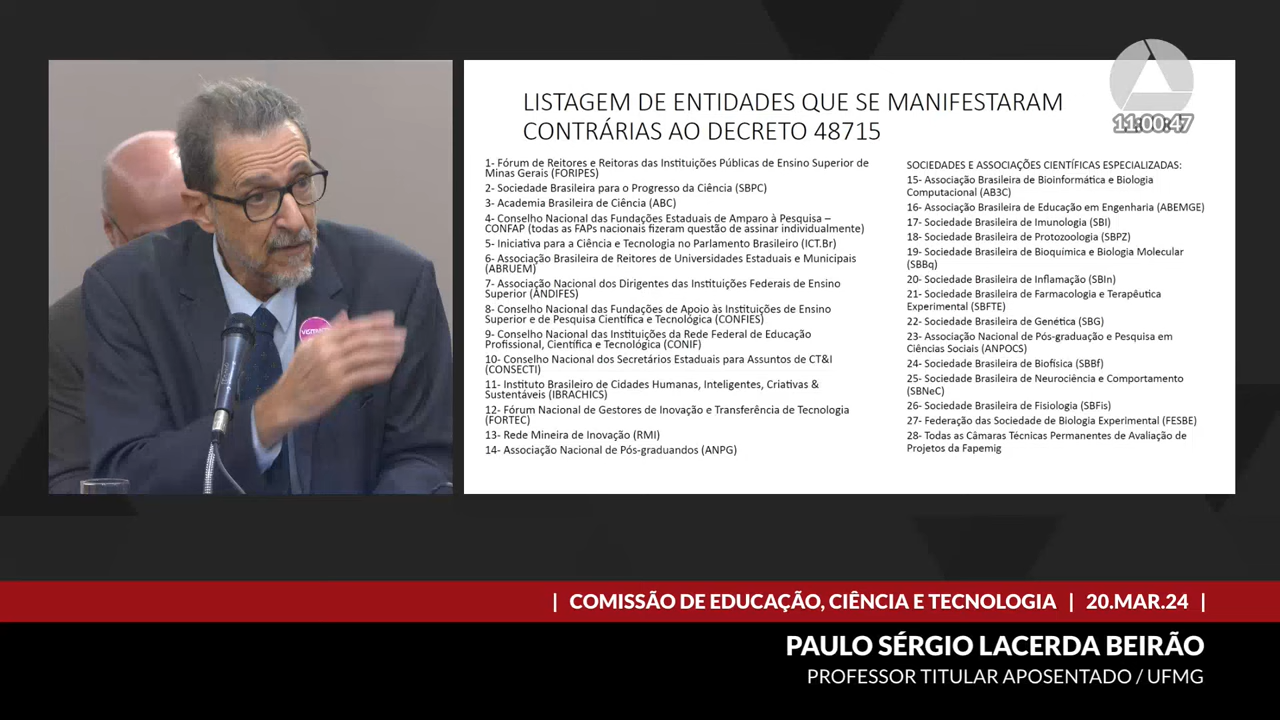 11:00:47
LISTAGEM DE ENTIDADES QUE SE MANIFESTARAM
CONTRÁRIAS AO DECRETO 48715
1- Fórum de Reitores e Reitoras das Instituições Públicas de Ensino Superior de
Minas Gerais (FORIPES)
2- Sociedade Brasileira para o Progresso da Ciência (SBPC)
3- Academia Brasileira de Ciência (ABC)
4- Conselho Nacional das Fundações Estaduais de Amparo à Pesquisa –
CONFAP (todas as FAPs nacionais fizeram questão de assinar individualmente)
5- Iniciativa para a Ciência e Tecnologia no Parlamento Brasileiro (ICT.Br)
6- Associação Brasileira de Reitores de Universidades Estaduais e Municipais
(ABRUEM)
7- Associação Nacional dos Dirigentes das Instituições Federais de Ensino
Superior (ANDIFES)
8- Conselho Nacional das Fundações de Apoio às Instituições de Ensino
Superior e de Pesquisa Científica e Tecnológica (CONFIES)
9- Conselho Nacional das Instituições da Rede Federal de Educação
Profissional, Científica e Tecnológica (CONIF)
10- Conselho Nacional dos Secretários Estaduais para Assuntos de CT&I
(CONSECTI)
11- Instituto Brasileiro de Cidades Humanas, Inteligentes, Criativas &
Sustentáveis (IBRACHICS)
12- Fórum Nacional de Gestores de Inovação e Transferência de Tecnologia
(FORTEC)
13- Rede Mineira de Inovação (RMI)
14- Associação Nacional de Pós-graduandos (ANPG)
SOCIEDADES E ASSOCIAÇÕES CIENTÍFICAS ESPECIALIZADAS:
15- Associação Brasileira de Bioinformática e Biologia
Computacional (AB3C)
16- Associação Brasileira de Educação em Engenharia (ABEMGE)
17- Sociedade Brasileira de Imunologia (SBI)
18- Sociedade Brasileira de Protozoologia (SBPZ)
19- Sociedade Brasileira de Bioquímica e Biologia Molecular
(SBBq)
20- Sociedade Brasileira de Inflamação (SBIn)
21- Sociedade Brasileira de Farmacologia e Terapêutica
Experimental (SBFTE)
22- Sociedade Brasileira de Genética (SBG)
23- Associação Nacional de Pós-graduação e Pesquisa em
Ciências Sociais (ANPOCS)
24- Sociedade Brasileira de Biofísica (SBBf)
25- Sociedade Brasileira de Neurociência e Comportamento
(SBNeC)
26- Sociedade Brasileira de Fisiologia (SBFis)
27- Federação das Sociedade de Biologia Experimental (FESBE)
28- Todas as Câmaras Técnicas Permanentes de Avaliação de
Projetos da Fapemig
| COMISSÃO DE EDUCAÇÃO, CIÊNCIA E TECNOLOGIA | 20.MAR.24 |
PAULO SÉRGIO LACERDA BEIRÃO
PROFESSOR TITULAR APOSENTADO / UFMG